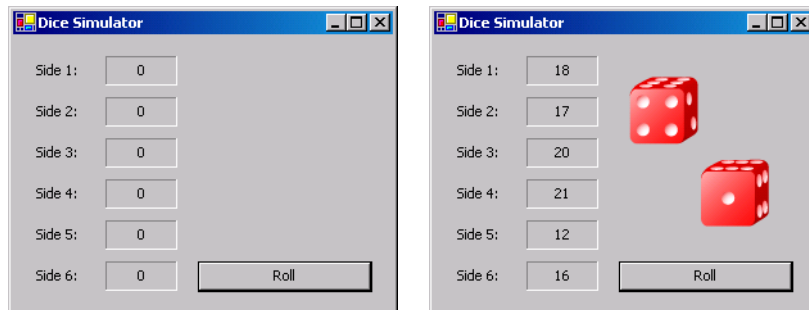 Dice Simulator
Side 1: 0
Side 2: 0
Side 3: 0
Side 4: 0
Side 5: 0
Side 6: 0 Roll
Dice Simulator
Side 1: 18
Side 2: 17
Side 3: 20
Side 4: 21
Side 5: 12
Side 6: 16 Roll